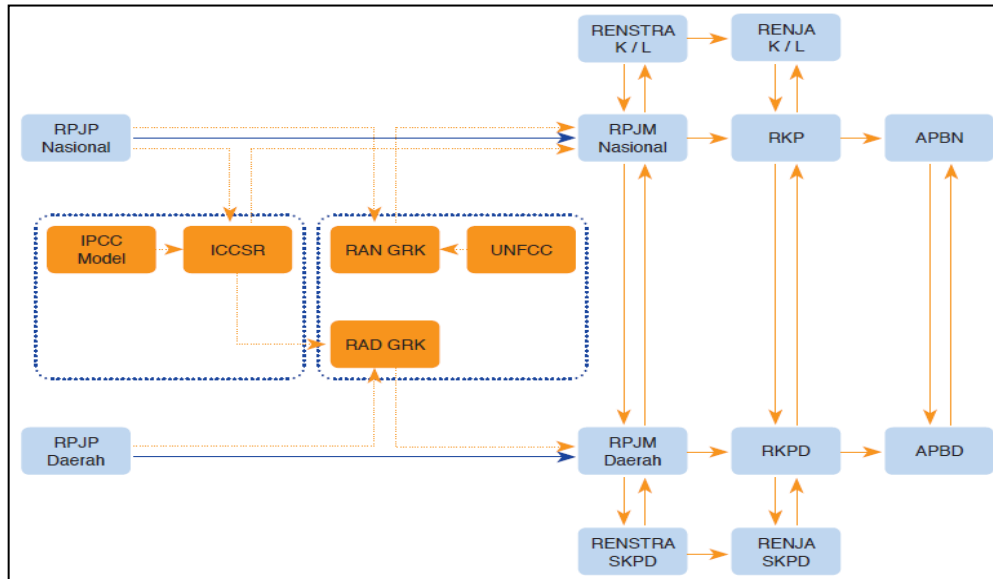 RENSTRA
K / L
RENJA
K / L
RPJP
Nasional
RPJM
Nasional
RKP
APBN
IPCC
Model
ICCSR
RAN GRK
UNFCC
RAD GRK
RPJP
Daerah
RPJM
Daerah
RKPD
APBD
RENSTRA
SKPD
RENJA
SKPD